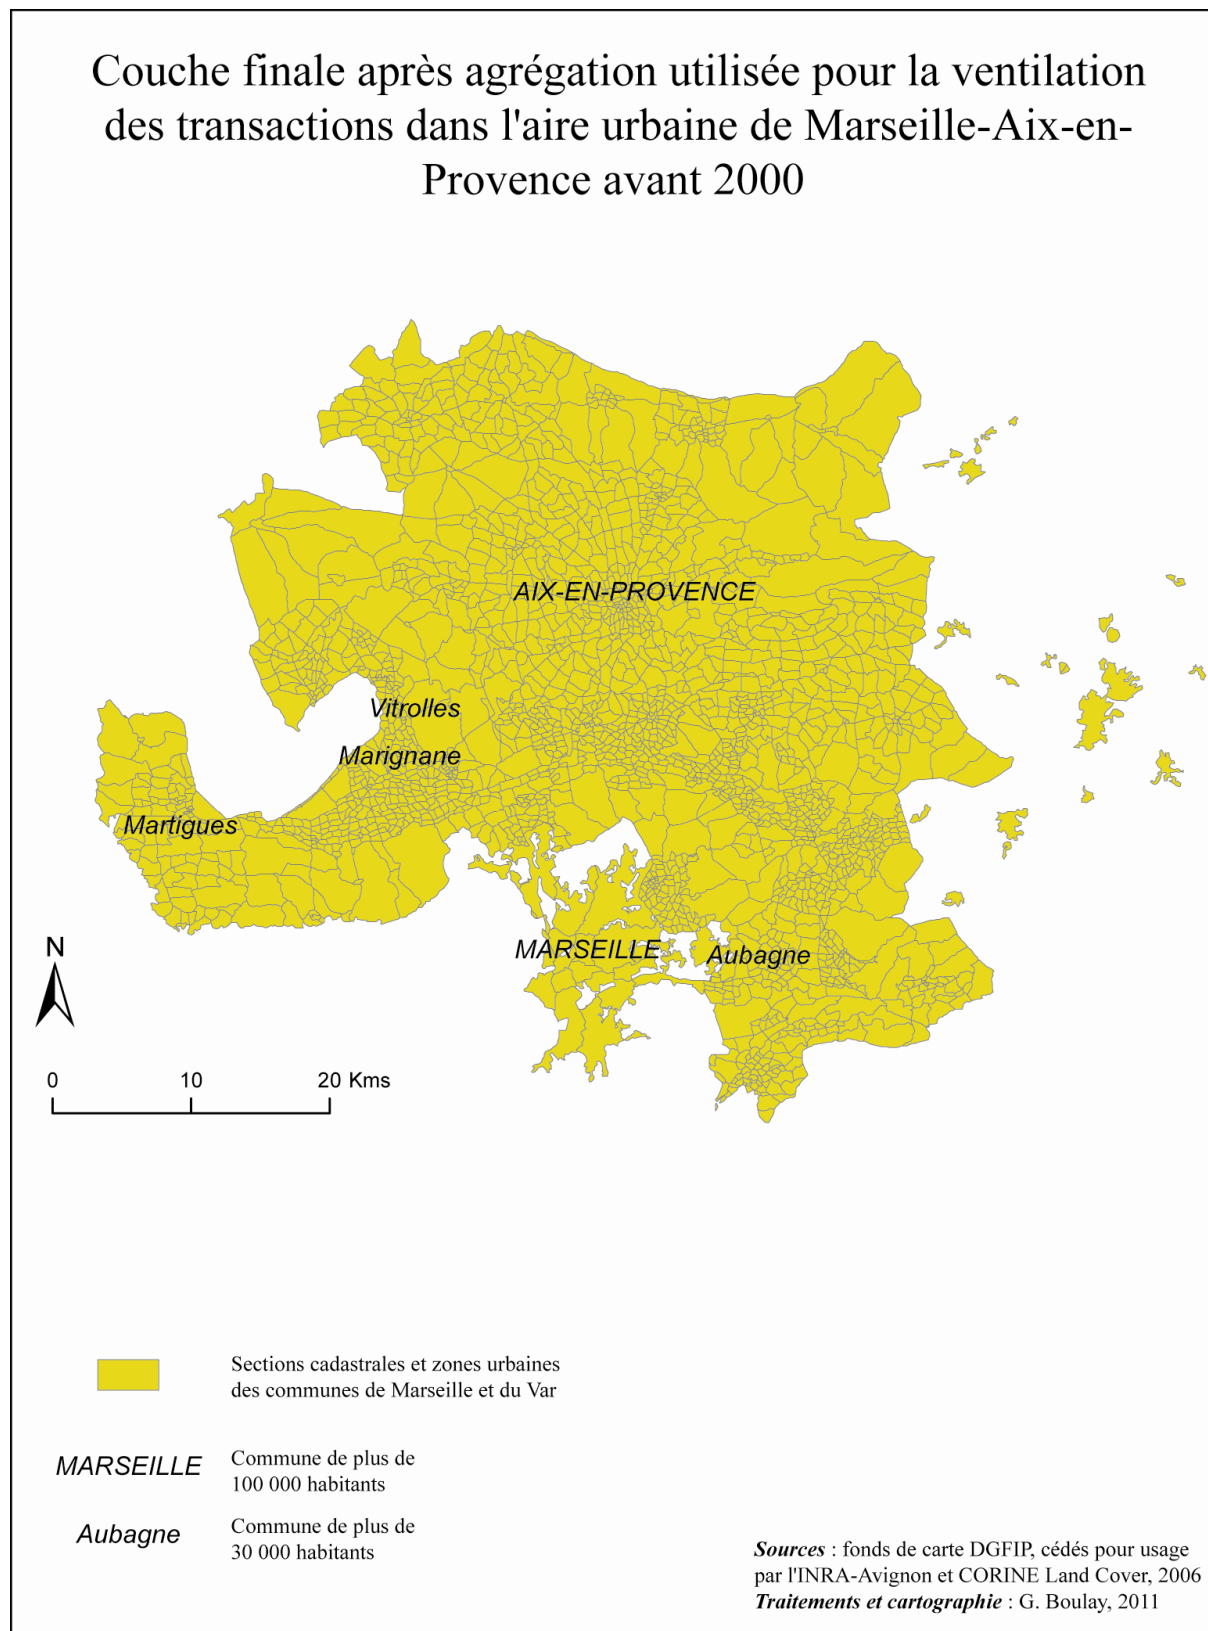 Couche finale après agrégation utilisée pour la ventilation
des transactions dans l'aire urbaine de Marseille-Aix-en-
Provence avant 2000
AIX-EN-PROVENCE
Vitrolles
Marignane
Martigues
MARSEILLE
Aubagne
N
0 10 20 Kms
Sections cadastrales et zones urbaines
des communes de Marseille et du Var
MARSEILLE
Commune de plus de
100 000 habitants
Aubagne
Commune de plus de
30 000 habitants
Sources : fonds de carte DGFIP, cédés pour usage
par l'INRA-Avignon et CORINE Land Cover, 2006
Traitements et cartographie : G. Boulay, 2011